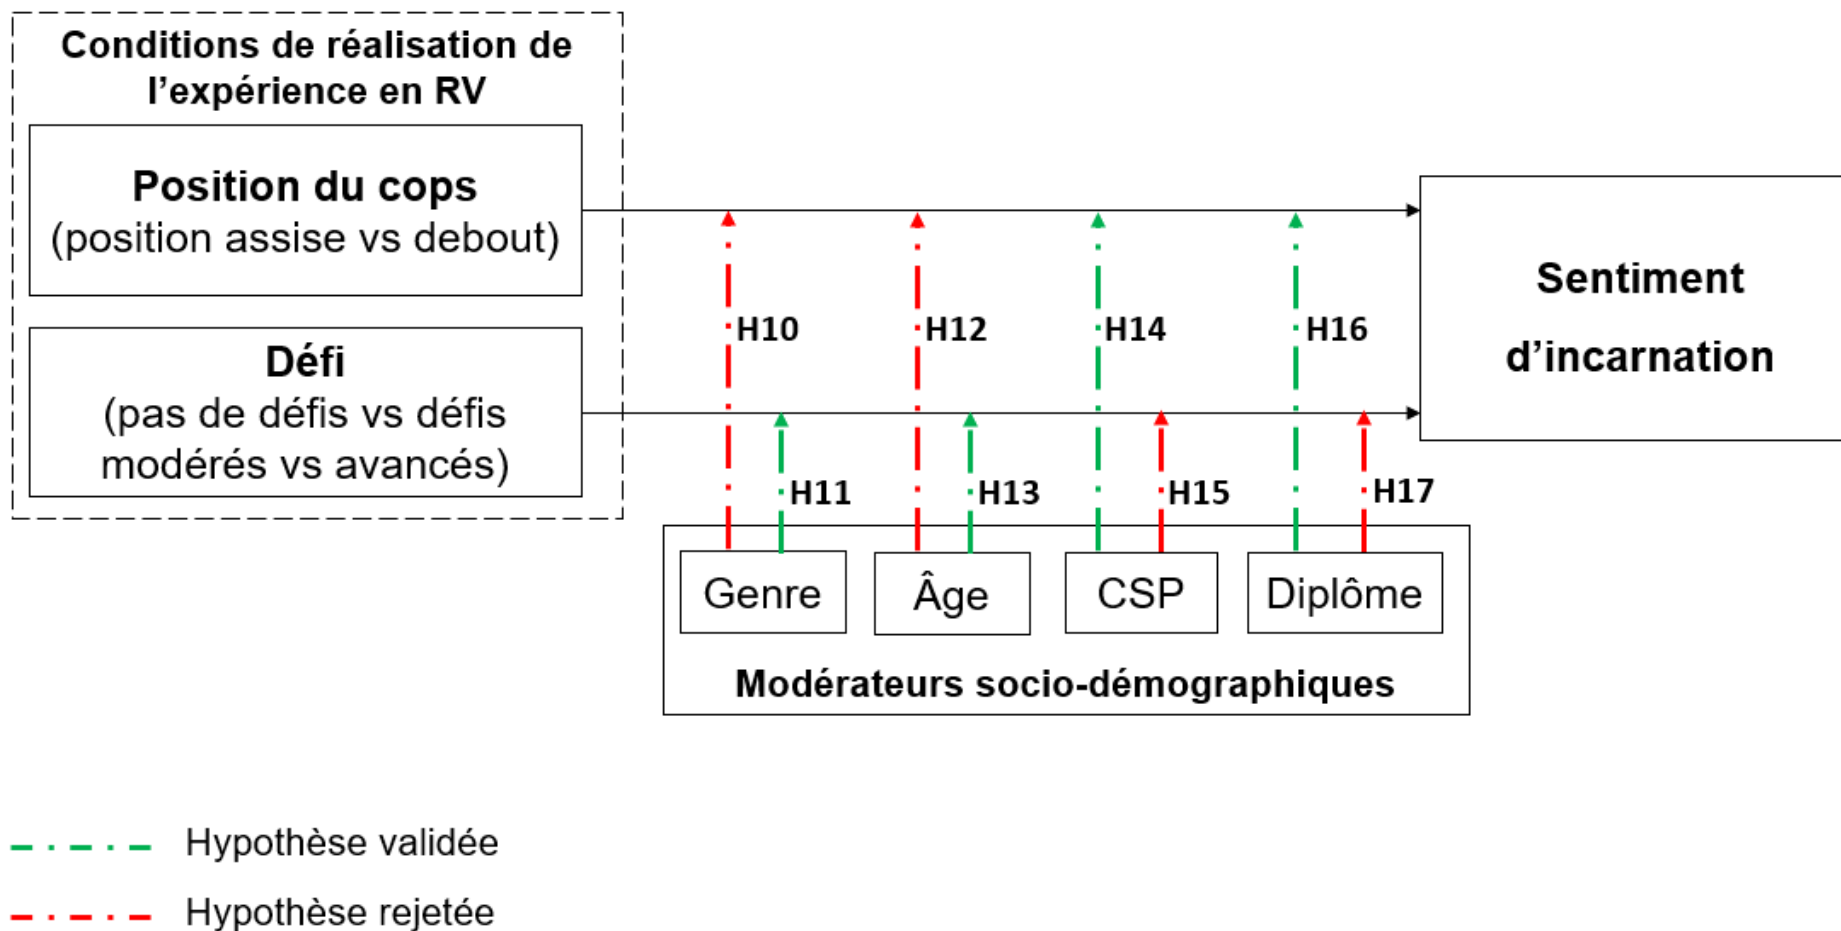 Conditions de réalisation de
l’expérience en RV
Position du cops
(position assise vs debout)
Défi
(pas de défis vs défis
modérés vs avancés)
Sentiment
d’incarnation
H10
H12
H14
H16
H11
H13
H15
H17
Genre
Âge
CSP
Diplôme
Modérateurs socio-démographiques
Hypothèse validée
Hypothèse rejetée